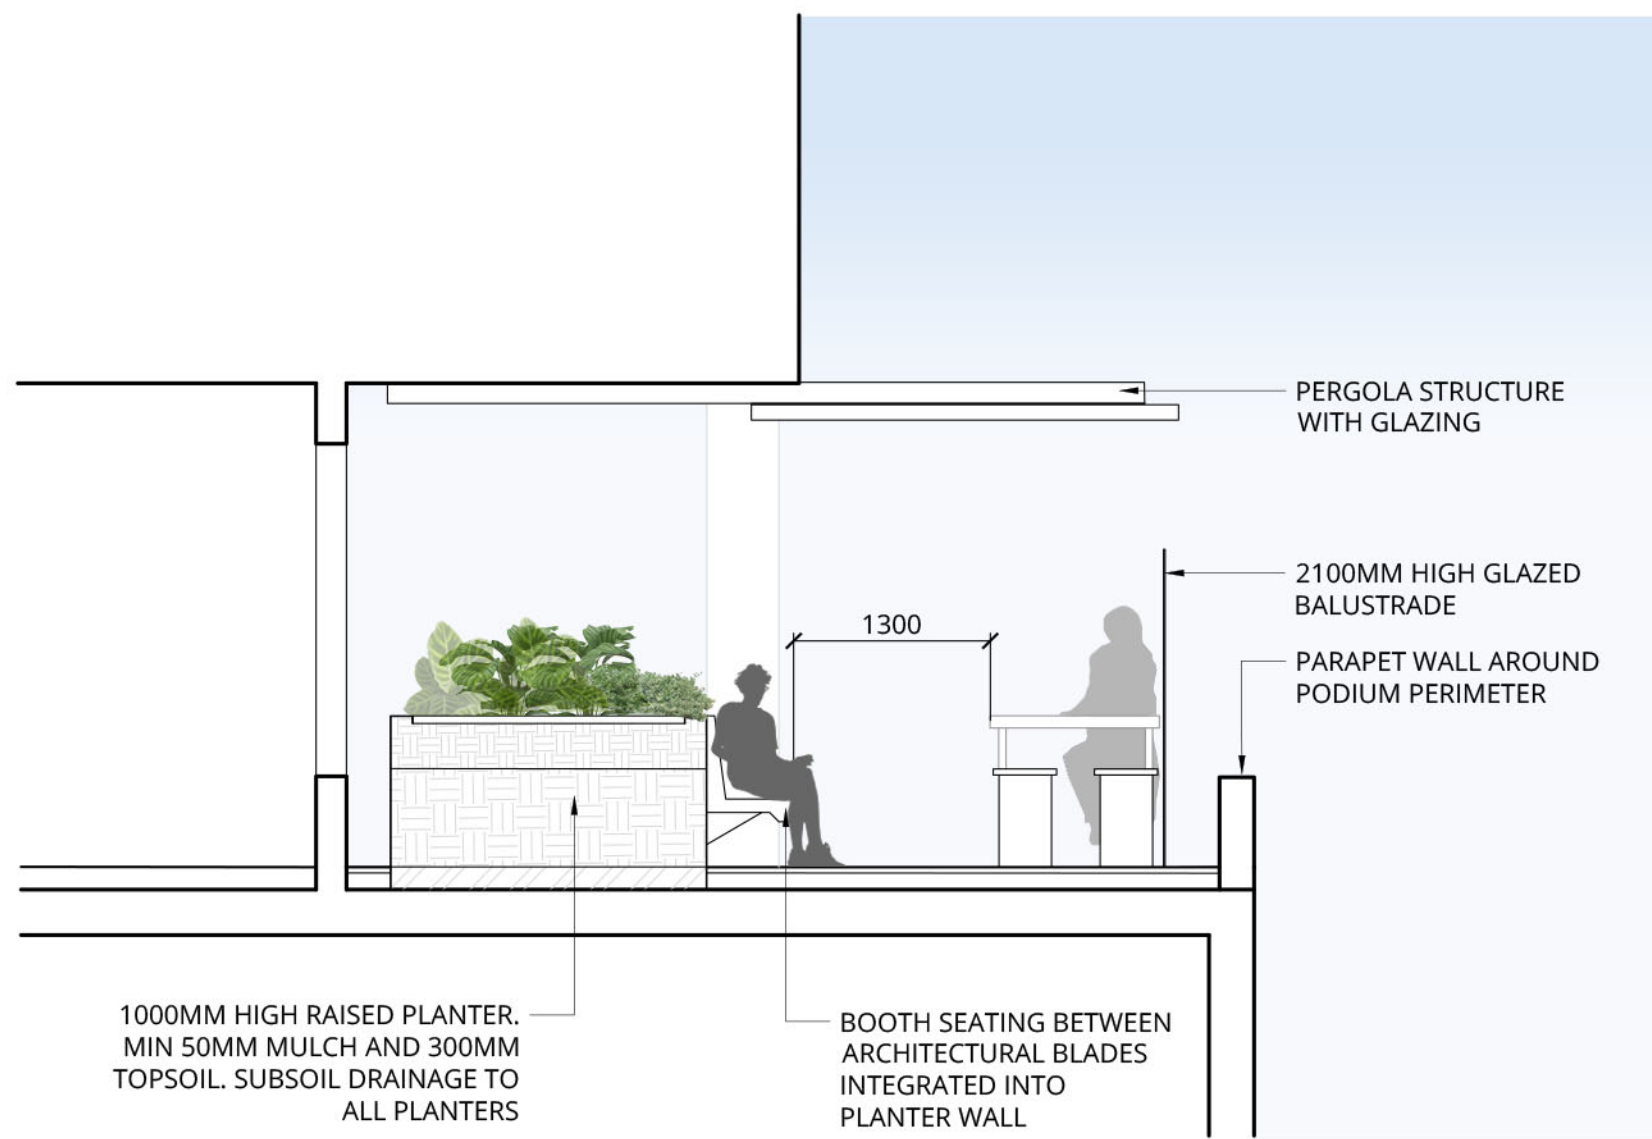 PERGOLA STRUCTURE
WITH GLAZING
2100MM HIGH GLAZED
BALUSTRADE
1300
PARAPET WALL AROUND
PODIUM PERIMETER
1000MM HIGH RAISED PLANTER.
MIN 50MM MULCH AND 300MM
TOPSOIL. SUBSOIL DRAINAGE TO
ALL PLANTERS
BOOTH SEATING BETWEEN
ARCHITECTURAL BLADES
INTEGRATED INTO
PLANTER WALL